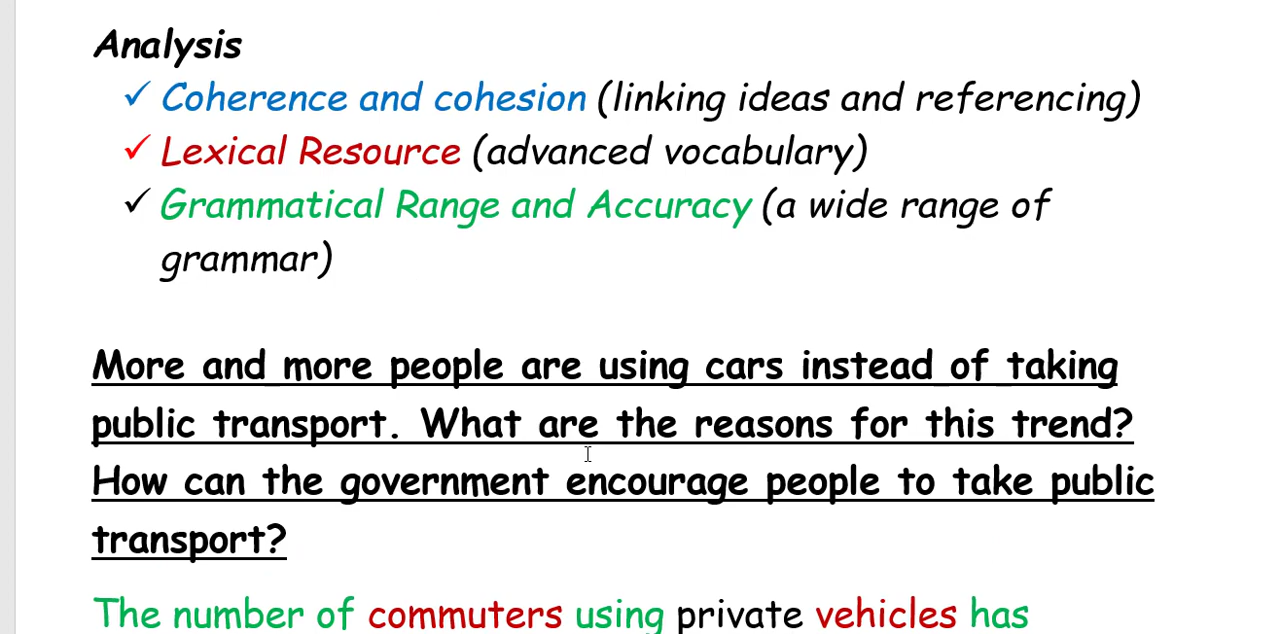 Analysis
✓ Coherence and cohesion (linking ideas and referencing)
✓ Lexical Resource (advanced vocabulary)
✓ Grammatical Range and Accuracy (a wide range of
grammar)
More and more people are using cars instead of taking
public transport. What are the reasons for this trend?
How can the government encourage people to take public
transport?
The number of commuters using private vehicles has